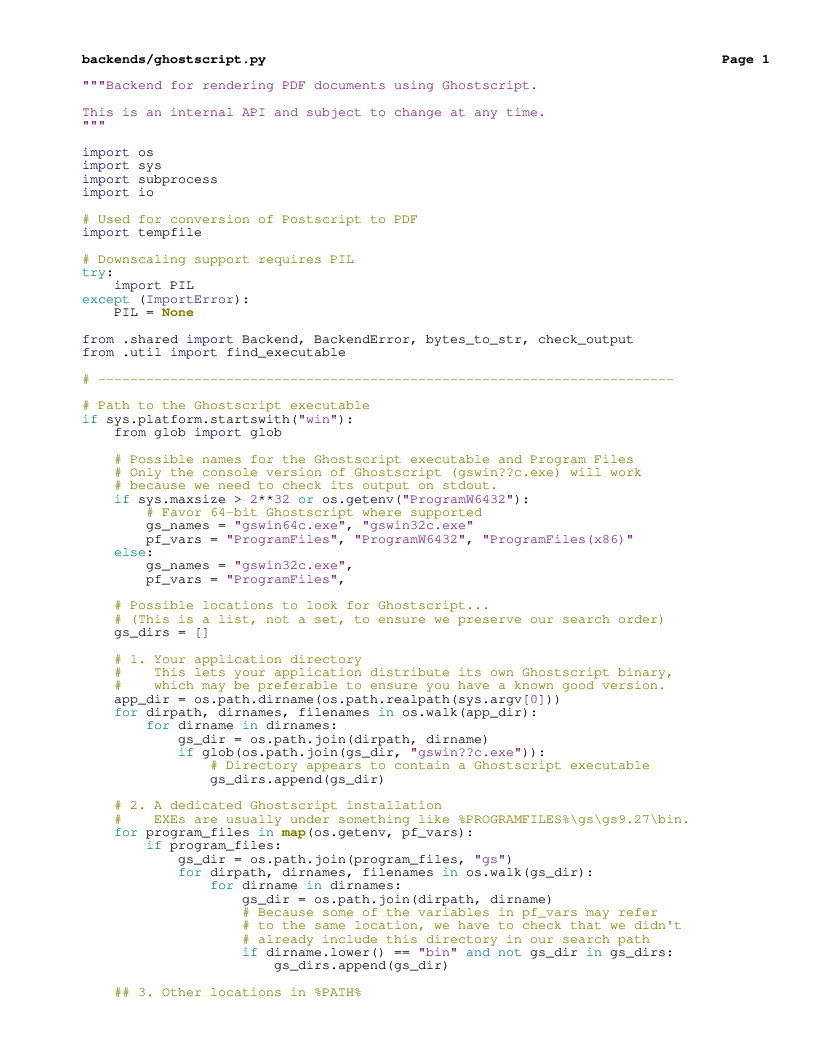 backends/ghostscript.py Page 1
"""Backend for rendering PDF documents using Ghostscript.
This is an internal API and subject to change at any time.
"""
import os
import sys
import subprocess
import io
# Used for conversion of Postscript to PDF
import tempfile
# Downscaling support requires PIL
try:
    import PIL
except (ImportError):
    PIL = None
from .shared import Backend, BackendError, bytes_to_str, check_output
from .util import find_executable
# ------------------------------------------------------------------------
# Path to the Ghostscript executable
if sys.platform.startswith("win"):
    from glob import glob
    # Possible names for the Ghostscript executable and Program Files
    # Only the console version of Ghostscript (gswin??c.exe) will work
    # because we need to check its output on stdout.
    if sys.maxsize > 2**32 or os.getenv("ProgramW6432"):
        # Favor 64-bit Ghostscript where supported
        gs_names = "gswin64c.exe", "gswin32c.exe"
        pf_vars = "ProgramFiles", "ProgramW6432", "ProgramFiles(x86)"
    else:
        gs_names = "gswin32c.exe",
        pf_vars = "ProgramFiles",
    # Possible locations to look for Ghostscript...
    # (This is a list, not a set, to ensure we preserve our search order)
    gs_dirs = []
    # 1. Your application directory
    #    This lets your application distribute its own Ghostscript binary,
    #    which may be preferable to ensure you have a known good version.
    app_dir = os.path.dirname(os.path.realpath(sys.argv[0]))
    for dirpath, dirnames, filenames in os.walk(app_dir):
        for dirname in dirnames:
            gs_dir = os.path.join(dirpath, dirname)
            if glob(os.path.join(gs_dir, "gswin??c.exe")):
                # Directory appears to contain a Ghostscript executable
                gs_dirs.append(gs_dir)
    # 2. A dedicated Ghostscript installation
    #    EXEs are usually under something like %PROGRAMFILES%\gs\gs9.27\bin.
    for program_files in map(os.getenv, pf_vars):
        if program_files:
            gs_dir = os.path.join(program_files, "gs")
            for dirpath, dirnames, filenames in os.walk(gs_dir):
                for dirname in dirnames:
                    gs_dir = os.path.join(dirpath, dirname)
                    # Because some of the variables in pf_vars may refer
                    # to the same location, we have to check that we didn't
                    # already include this directory in our search path
                    if dirname.lower() == "bin" and not gs_dir in gs_dirs:
                        gs_dirs.append(gs_dir)
    ## 3. Other locations in %PATH%